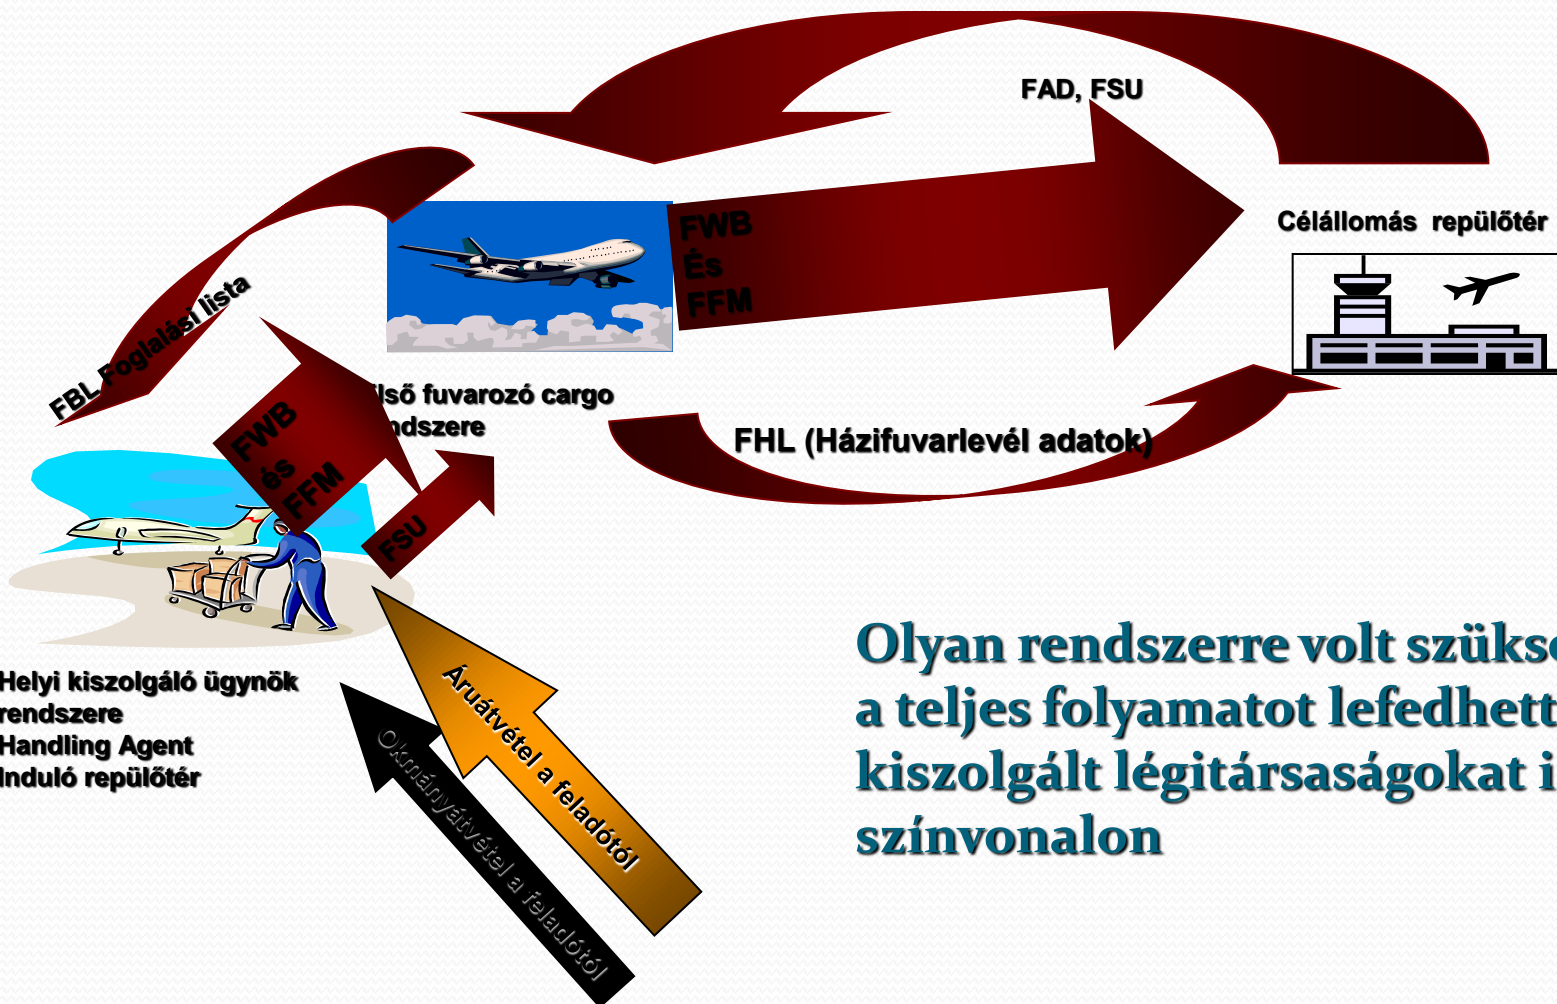 FAD, FSU
FWB
És
FFM
Célállomás repülőtér
FBL Foglalási lista
lső fuvarozó cargo
ndszere
FWB
és
FFM
FSU
FHL (Házifuvarlevél adatok)
Helyi kiszolgáló ügynök
rendszere
Handling Agent
Induló repülőtér
Áruátvétel a feladótól
Okmányátvétel a feladótól
Olyan rendszerre volt szüks
a teljes folyamatot lefedhett
kiszolgált légitársaságokat i
színvonalon